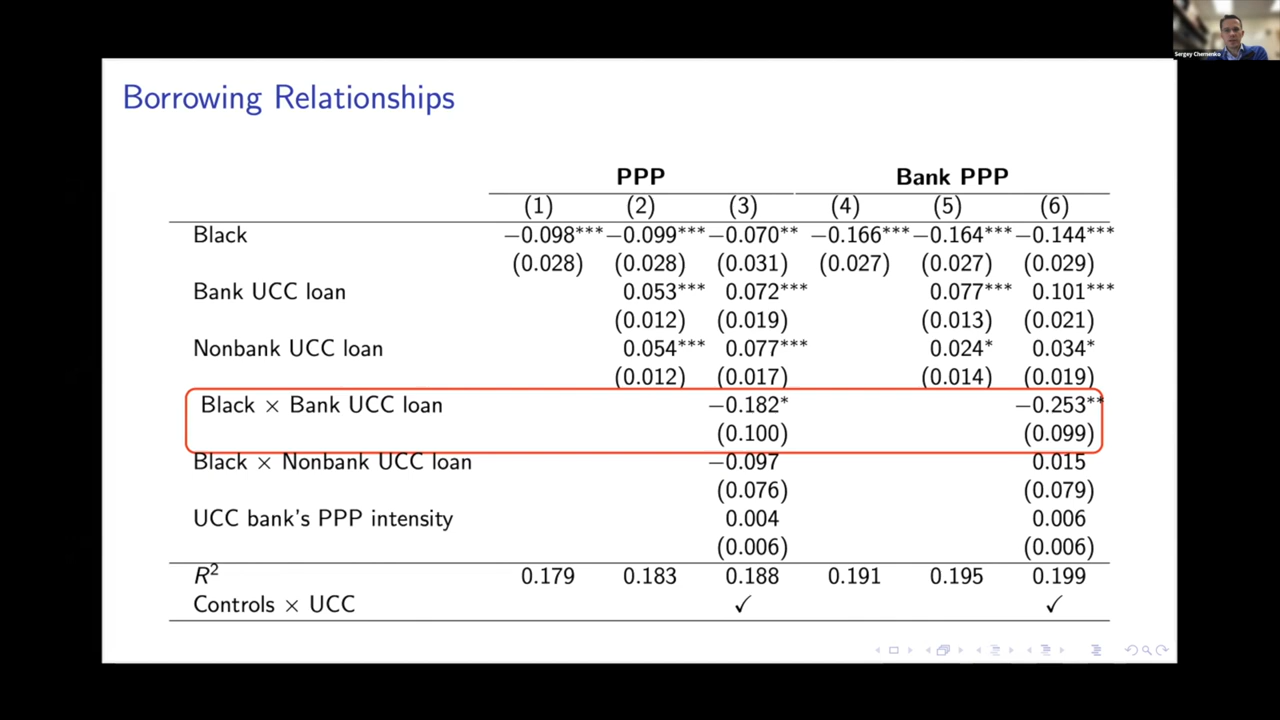 Sergey Chernenko
Borrowing Relationships
PPP Bank PPP
(1) (2) (3) (4) (5) (6)
Black −0.098*** −0.099*** −0.070** −0.166*** −0.164*** −0.144***
(0.028) (0.028) (0.031) (0.027) (0.027) (0.029)
Bank UCC loan 0.053*** 0.072*** 0.077*** 0.101***
(0.012) (0.019) (0.013) (0.021)
Nonbank UCC loan 0.054*** 0.077*** 0.024* 0.034*
(0.012) (0.017) (0.014) (0.019)
Black × Bank UCC loan −0.182* −0.253**
(0.100) (0.099)
Black × Nonbank UCC loan −0.097 0.015
(0.076) (0.079)
UCC bank's PPP intensity 0.004 0.006
(0.006) (0.006)
R² 0.179 0.183 0.188 0.191 0.195 0.199
Controls × UCC ✓ ✓